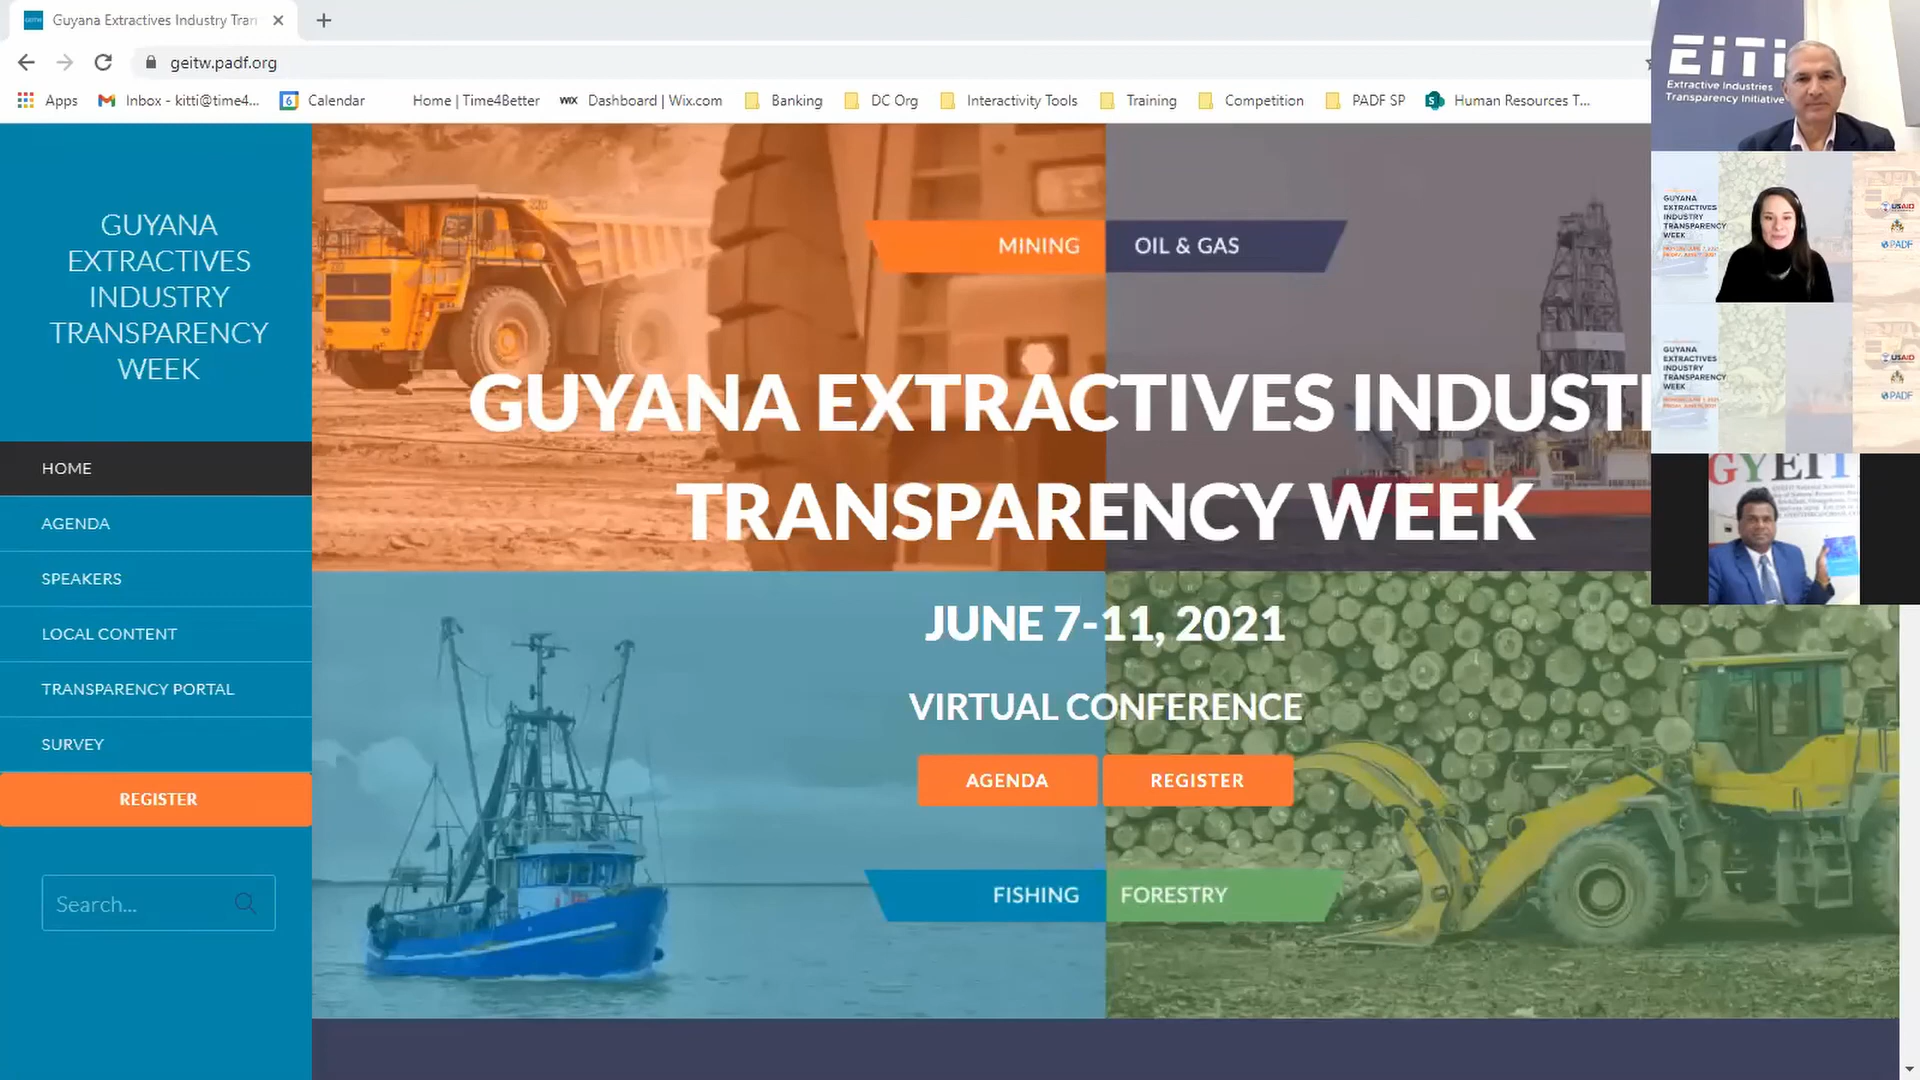 Guyana Extractives Industry Tran
geitw.padf.org
Apps
Inbox - kitti@time4...
6
Calendar
Home | Time4Better
WIX
Dashboard | Wix.com
Banking
DC Org
Interactivity Tools
Training
Competition
PADF SP
S
Human Resources T...
GUYANA
EXTRACTIVES
INDUSTRY
TRANSPARENCY
WEEK
HOME
AGENDA
SPEAKERS
LOCAL CONTENT
TRANSPARENCY PORTAL
SURVEY
REGISTER
Search...
MINING
OIL & GAS
GUYANA EXTRACTIVES INDUST
TRANSPARENCY WEEK
JUNE 7-11, 2021
VIRTUAL CONFERENCE
AGENDA
REGISTER
FISHING
FORESTRY
EiTi
Extractive Industries
Transparency Initiative
GUYANA
EXTRACTIVES
INDUSTRY
TRANSPARENCY
WEEK
USAID
PADF
GUYANA
EXTRACTIVES
INDUSTRY
TRANSPARENCY
WEEK
USAID
PADF
GYEITI